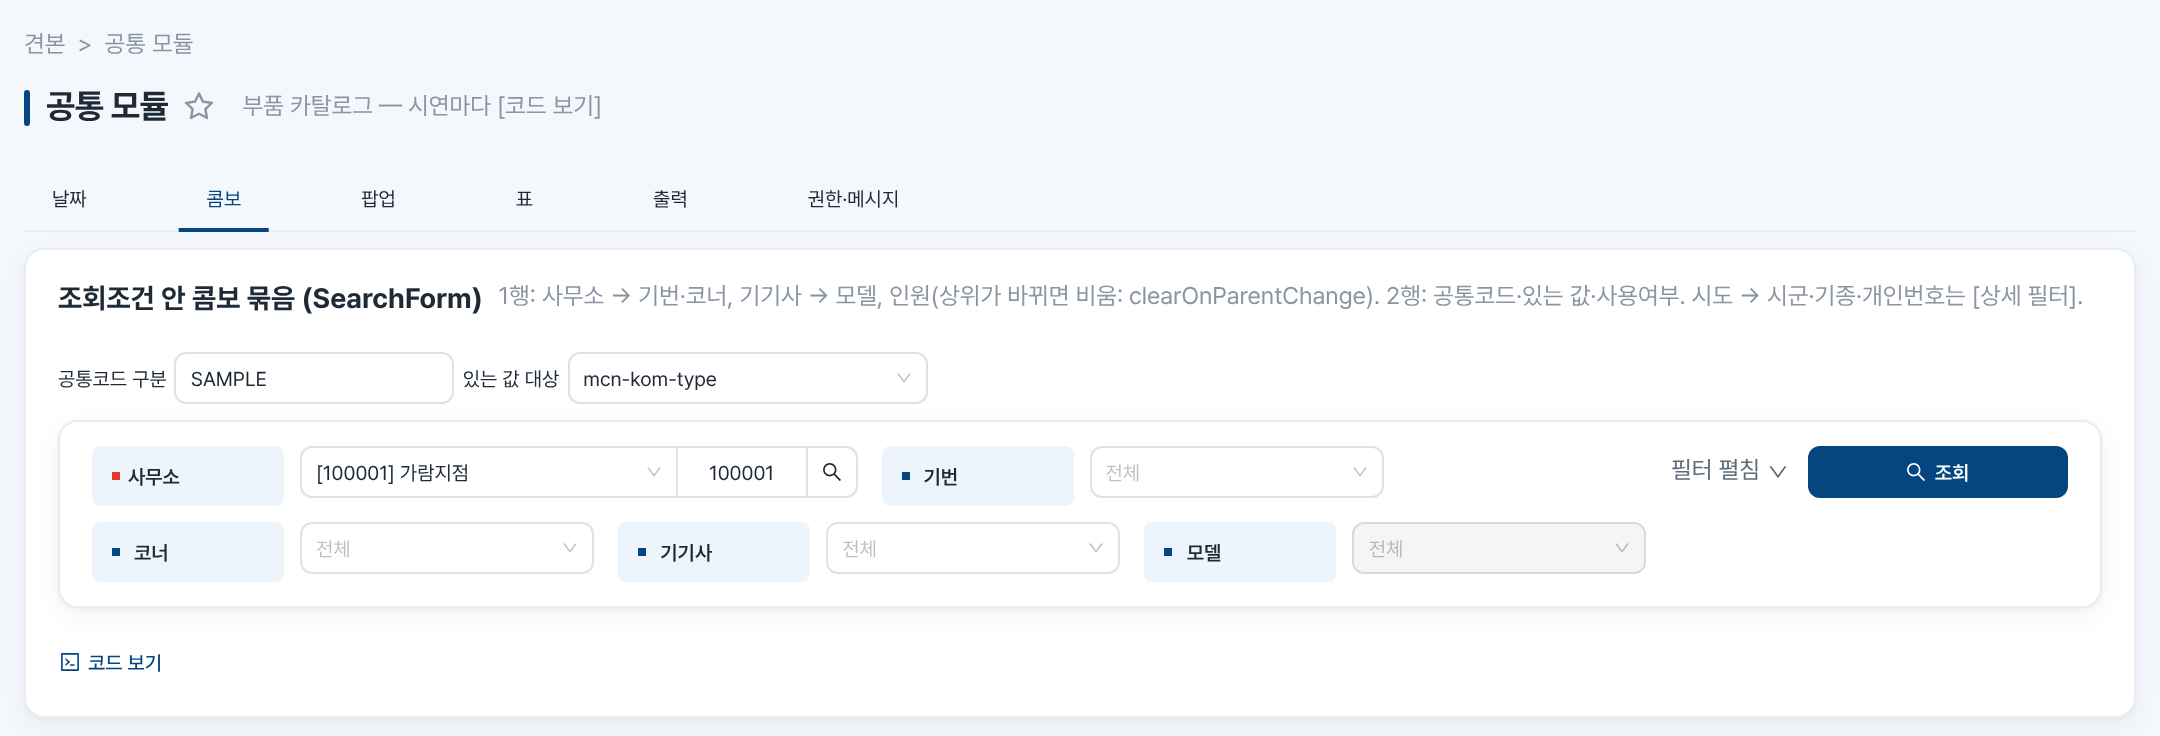 견본 > 공통 모듈
공통 모듈 부품 카탈로그 — 시연마다 [코드 보기]
날짜 콤보 팝업 표 출력 권한·메시지
조회조건 안 콤보 묶음 (SearchForm) 1행: 사무소 → 기번·코너, 기기사 → 모델, 인원(상위가 바뀌면 비움: clearOnParentChange). 2행: 공통코드·있는 값·사용여부. 시도 → 시군·기종·개인번호는 [상세 필터].
공통코드 구분 SAMPLE 있는 값 대상 mcn-kom-type
사무소 [100001] 가람지점 100001 기번 전체 필터 펼침 조회
코너 전체 기기사 전체 모델 전체
코드 보기